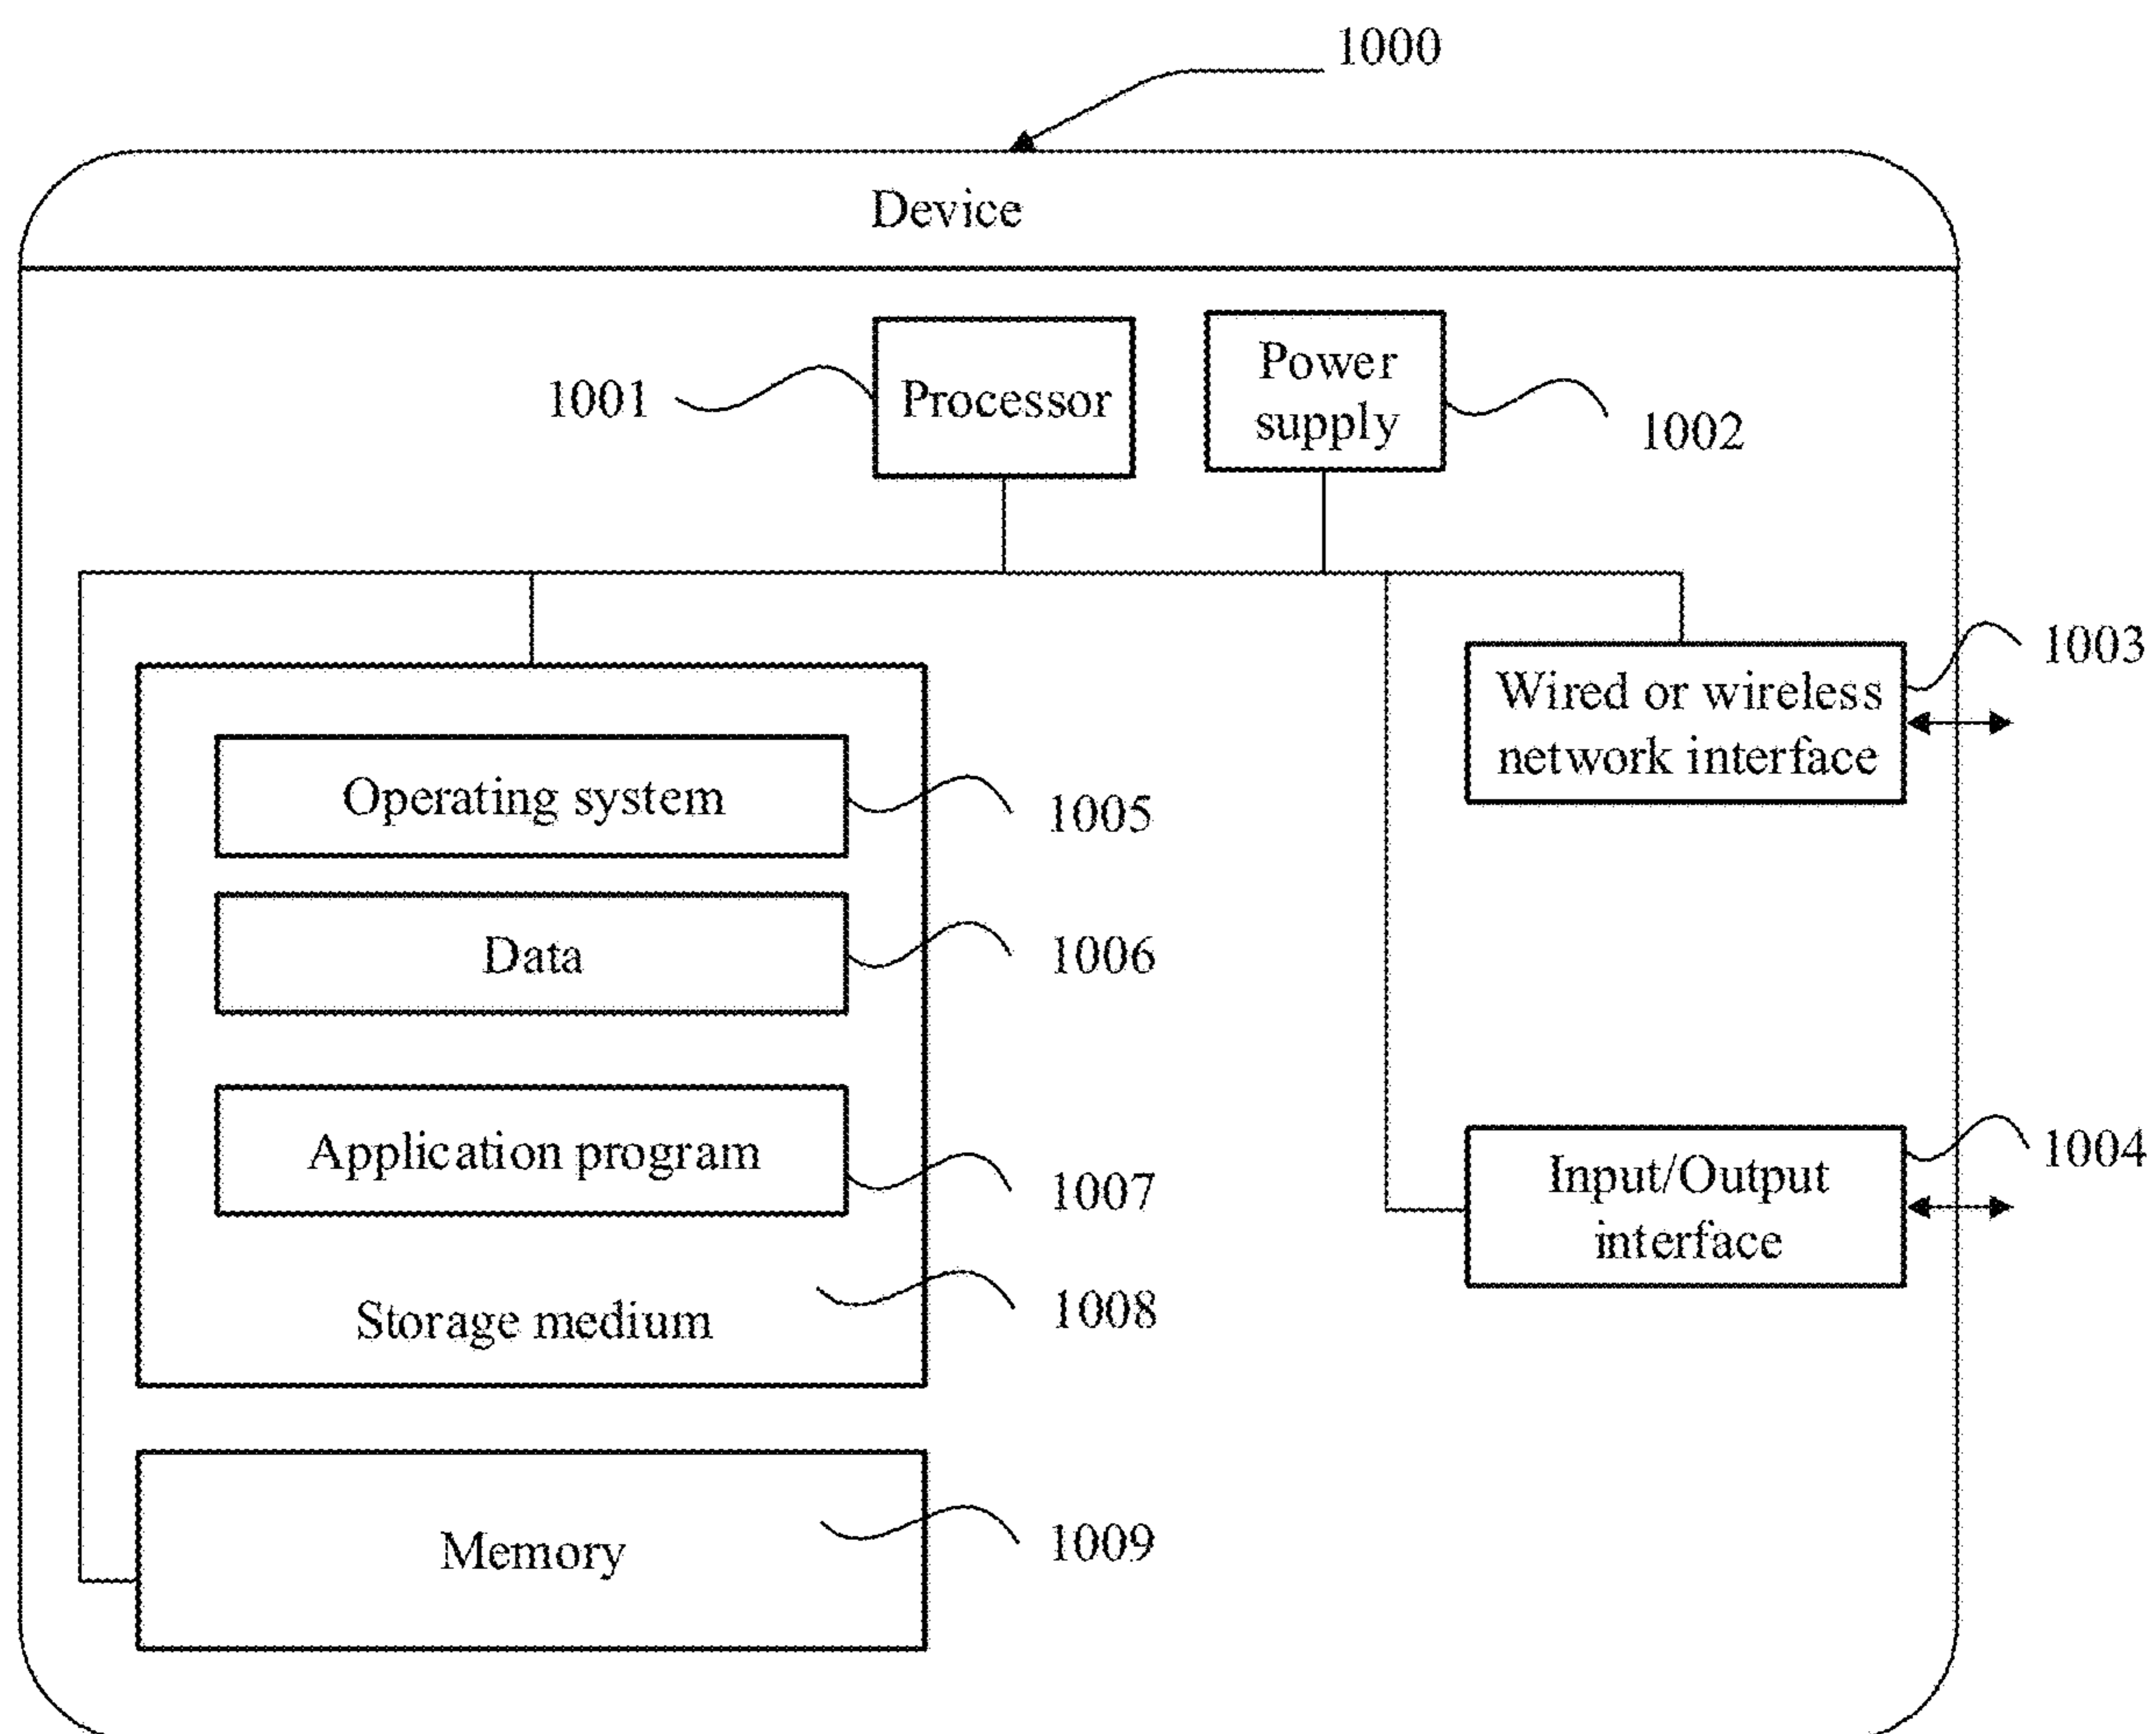 1000
Device
Processor
1001
Power
supply
1002
1003
Wired or wireless
network interface
Operating system
1005
Data
1006
Application program
1007
1004
Input/Output
interface
Storage medium
1008
Memory
1009